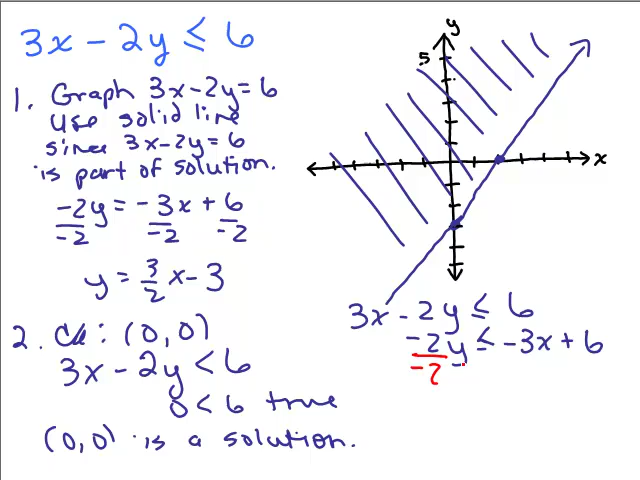 3x - 2y ≤ 6
1. Graph 3x-2y=6
Use solid line
since 3x-2y=6
is part of solution.
-2y = -3x + 6
-2 -2 -2
y = 3/2 x - 3
2. Ck: (0,0)
3x - 2y < 6
0 < 6 true
(0,0) is a solution.
y
5
x
3x - 2y ≤ 6
-2y ≤ -3x + 6
-2